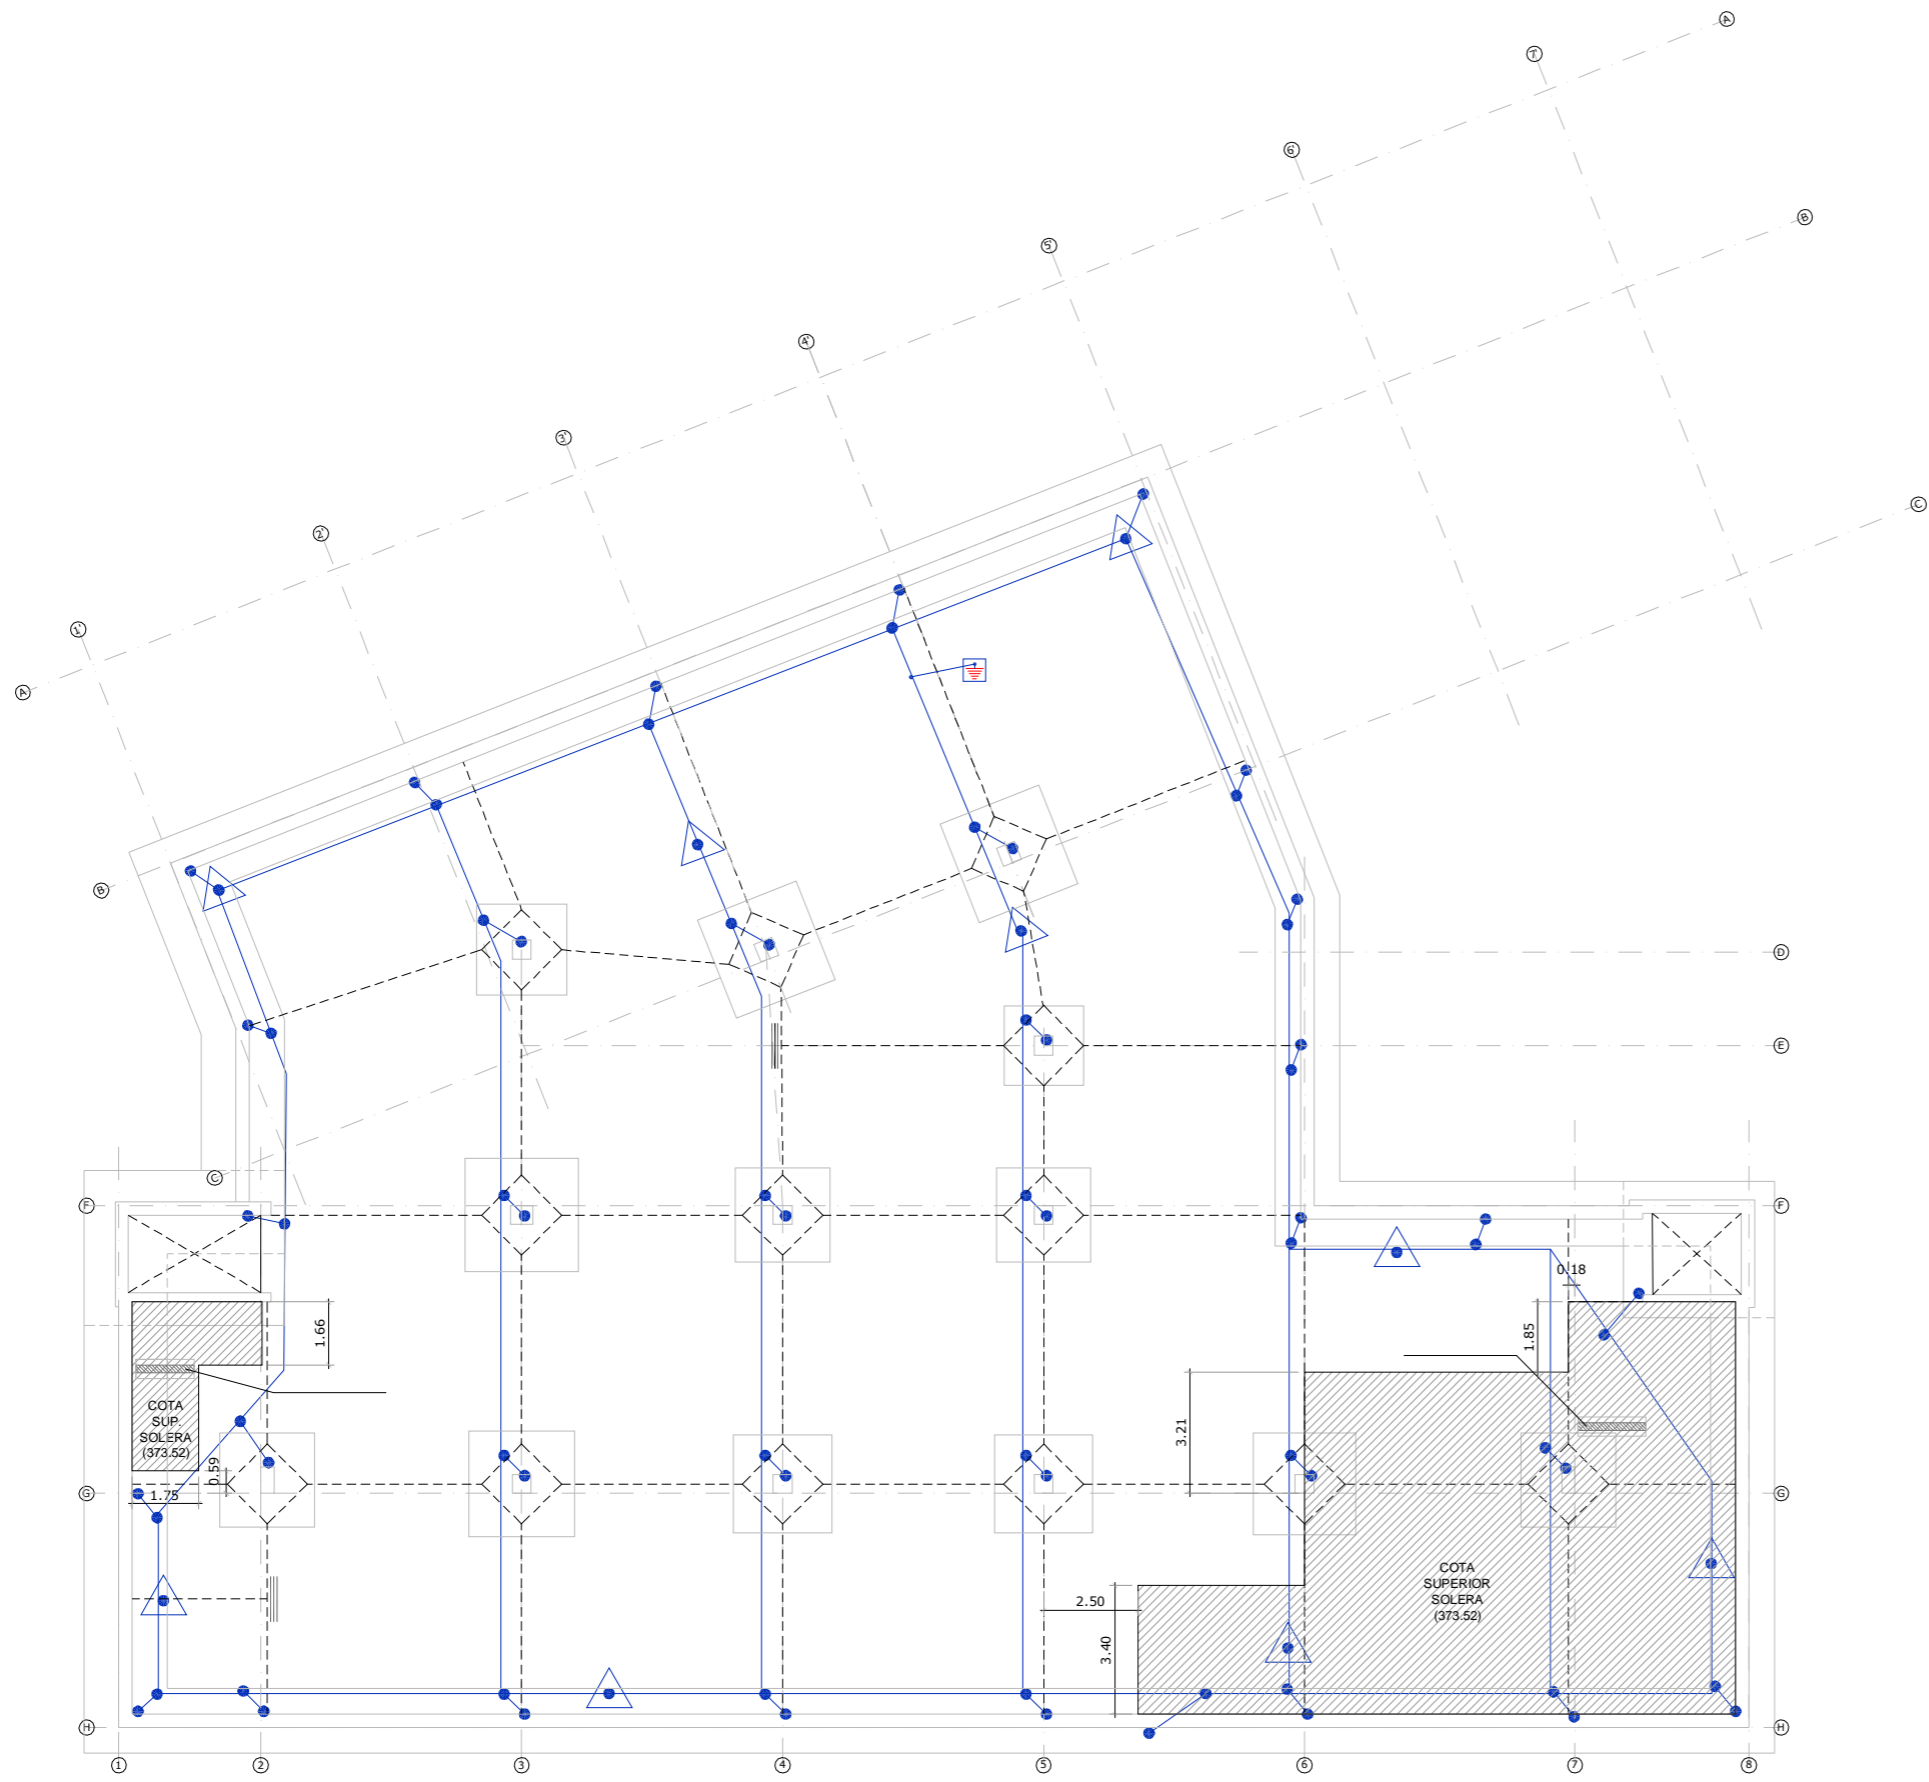 A
7'
6'
B
5'
4'
3'
C
2'
1'
A
B
D
E
C
F
F
0.18
1.66
1.85
COTA
SUP.
SOLERA
(373.52)
3.21
0.59
1.75
G
G
COTA
SUPERIOR
SOLERA
(373.52)
2.50
3.40
H
H
1
2
3
4
5
6
7
8